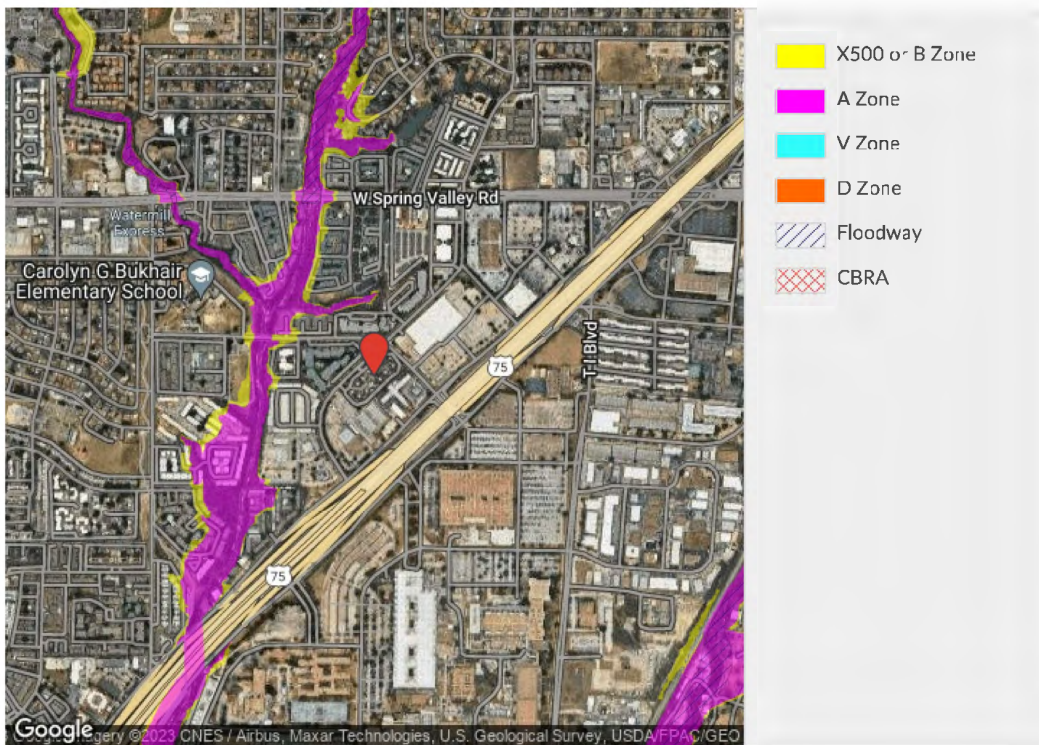 W Spring Valley Rd
Watermill
Express
Carolyn G Bukhair
Elementary School
75
T I Blvd
75
Google
Imagery ©2023 CNES / Airbus, Maxar Technologies, U.S. Geological Survey, USDA/FPAC/GEO
X500 or B Zone
A Zone
V Zone
D Zone
Floodway
CBRA